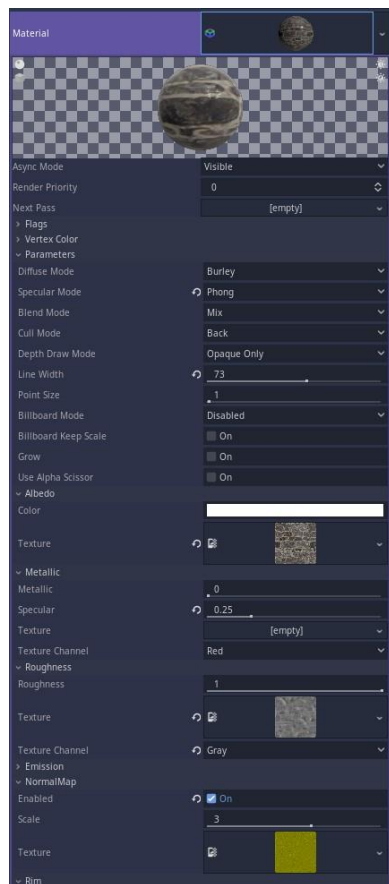 Material
Async Mode Visible
Render Priority 0
Next Pass [empty]
Flags
Vertex Color
Parameters
Diffuse Mode Burley
Specular Mode Phong
Blend Mode Mix
Cull Mode Back
Depth Draw Mode Opaque Only
Line Width 73
Point Size 1
Billboard Mode Disabled
Billboard Keep Scale On
Grow On
Use Alpha Scissor On
Albedo
Color
Texture
Metallic
Metallic 0
Specular 0.25
Texture [empty]
Texture Channel Red
Roughness
Roughness 1
Texture
Texture Channel Gray
Emission
NormalMap
Enabled On
Scale 3
Texture
Rim